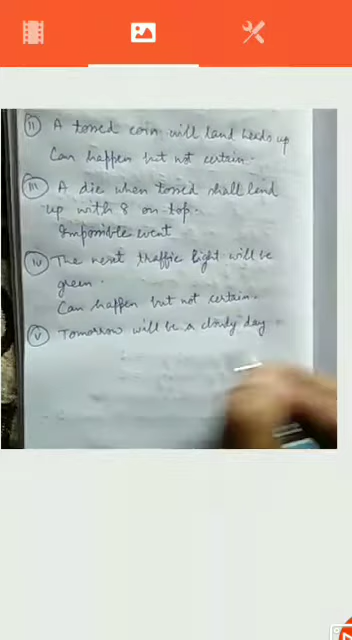 (ii) A tossed coin will land heads up
Can happen but not certain.
(iii) A die when tossed shall land
up with 8 on top.
Impossible event
(iv) The next traffic light will be
green.
Can happen but not certain.
(v) Tomorrow will be a cloudy day